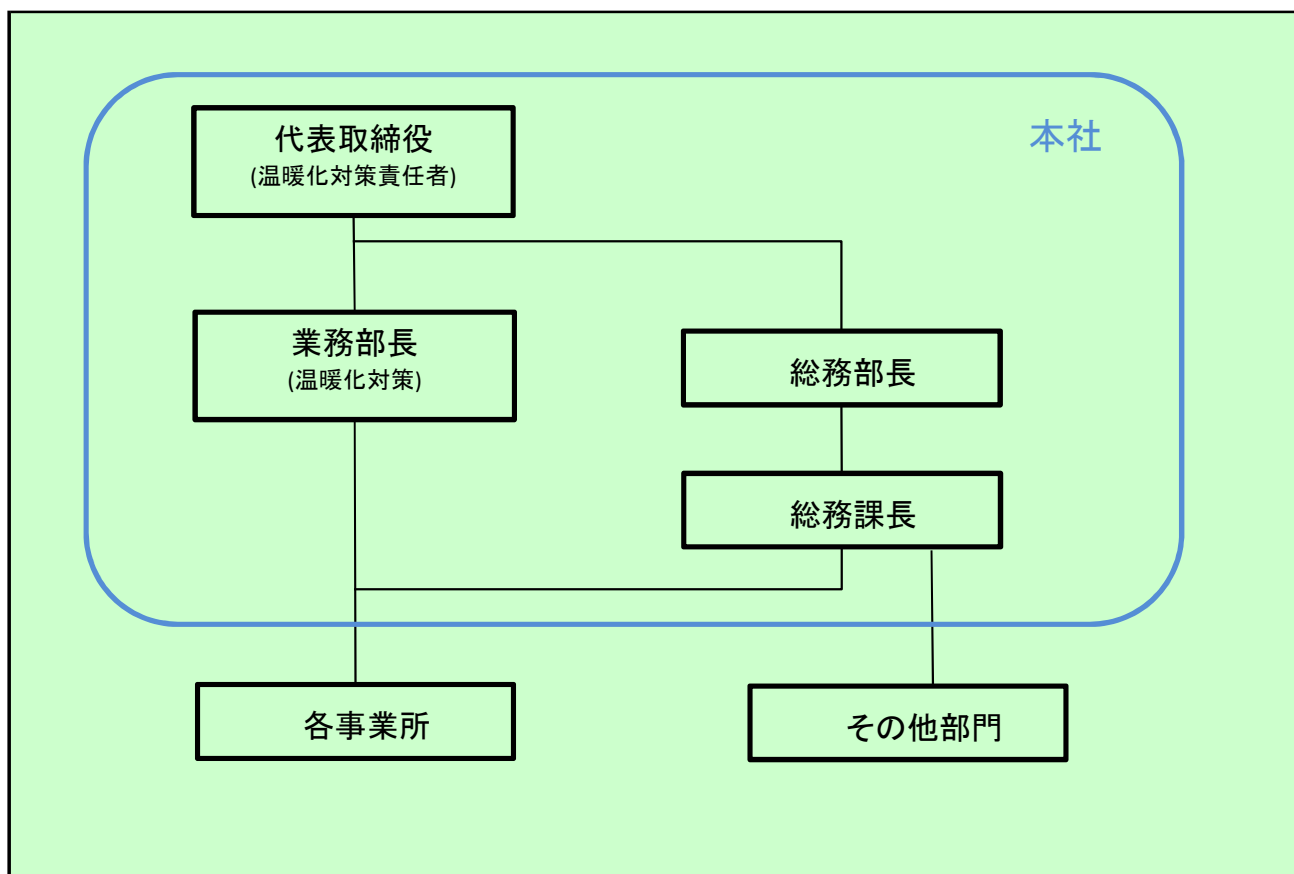 本社
代表取締役
(温暖化対策責任者)
業務部長
(温暖化対策)
総務部長
総務課長
各事業所
その他部門